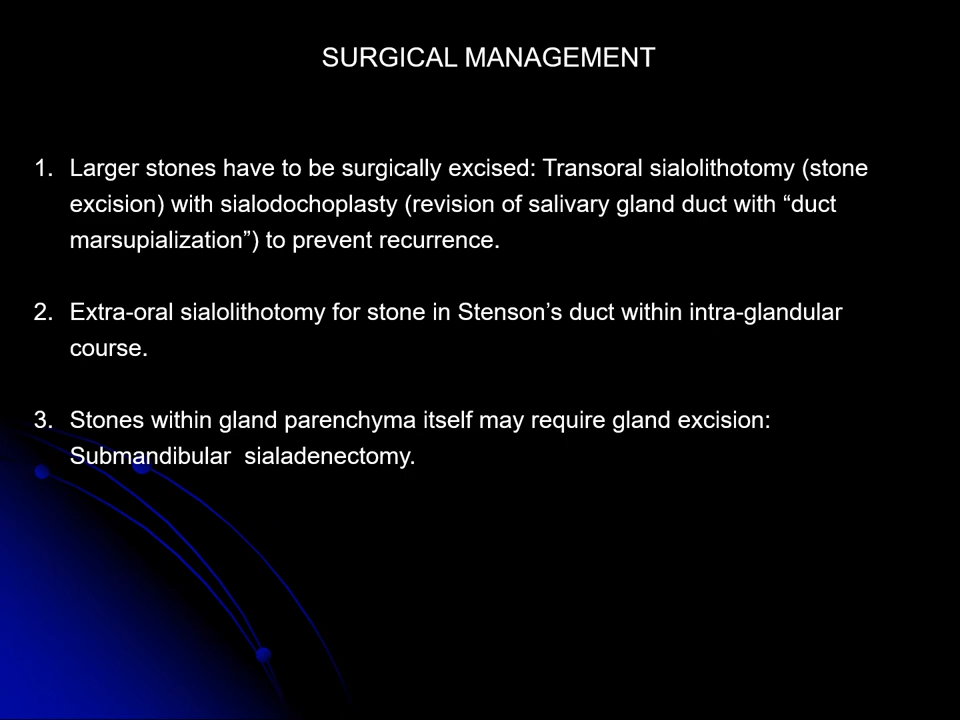 SURGICAL MANAGEMENT
1. Larger stones have to be surgically excised: Transoral sialolithotomy (stone
excision) with sialodochoplasty (revision of salivary gland duct with “duct
marsupialization”) to prevent recurrence.
2. Extra-oral sialolithotomy for stone in Stenson’s duct within intra-glandular
course.
3. Stones within gland parenchyma itself may require gland excision:
Submandibular  sialadenectomy.